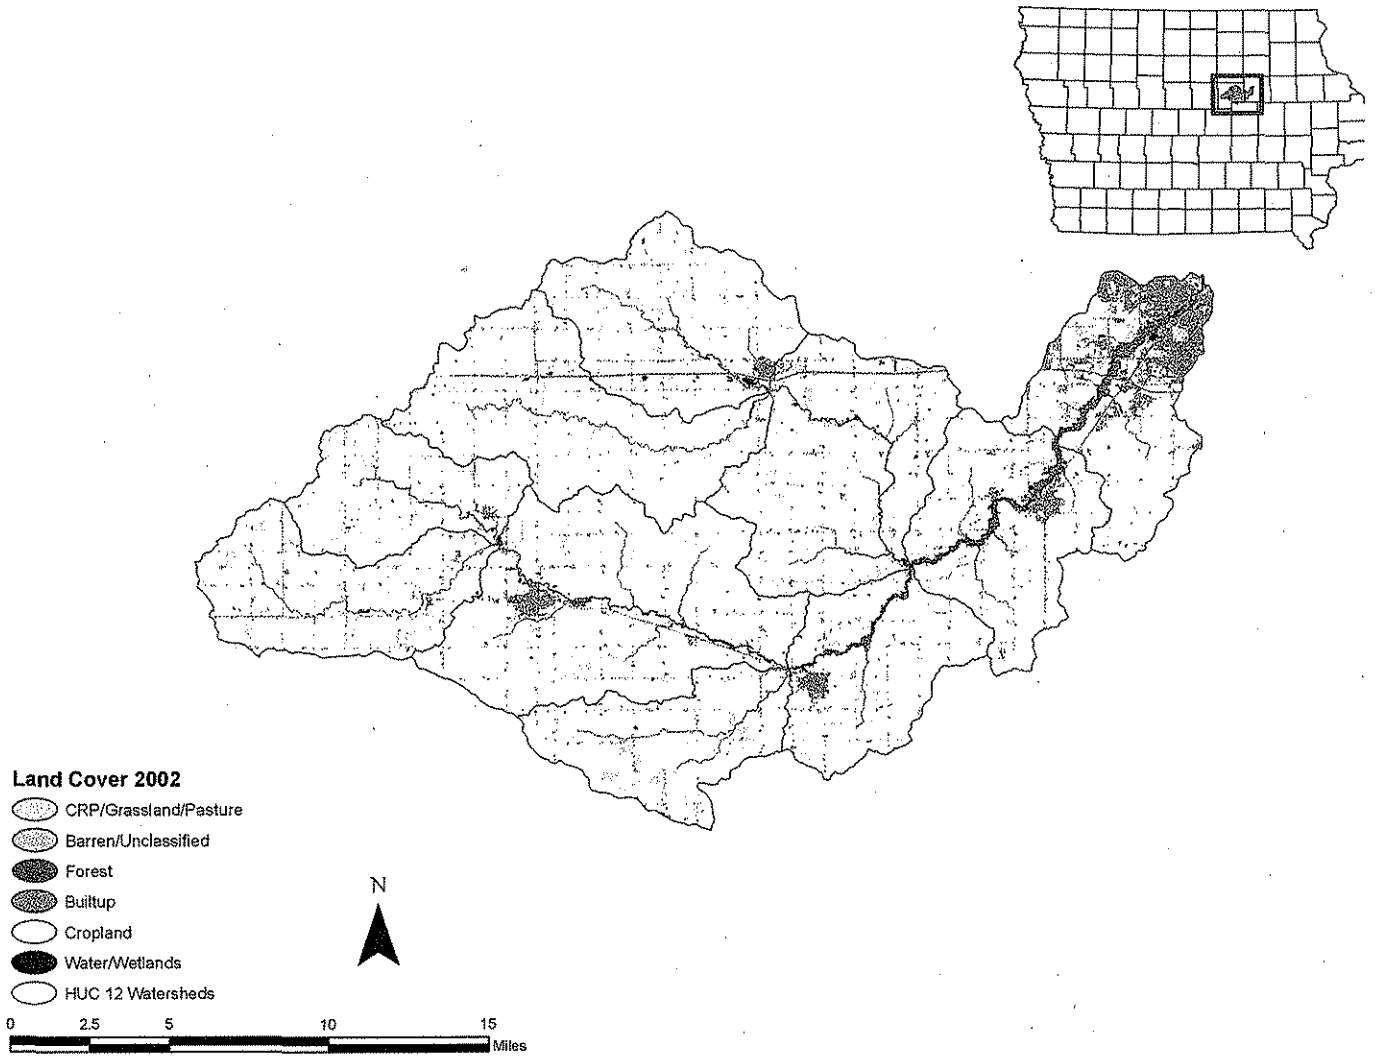 Land Cover 2002
CRP/Grassland/Pasture
Barren/Unclassified
Forest
Builtup
Cropland
Water/Wetlands
HUC 12 Watersheds
N
0 2.5 5 10 15
Miles